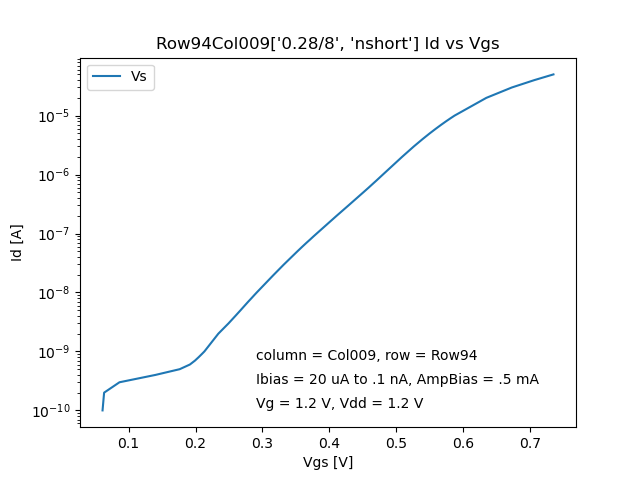 Row94Col009['0.28/8', 'nshort'] Id vs Vgs
Vs
10⁻⁵
10⁻⁶
10⁻⁷
10⁻⁸
10⁻⁹
10⁻¹⁰
Id [A]
column = Col009, row = Row94
Ibias = 20 uA to .1 nA, AmpBias = .5 mA
Vg = 1.2 V, Vdd = 1.2 V
0.1 0.2 0.3 0.4 0.5 0.6 0.7
Vgs [V]